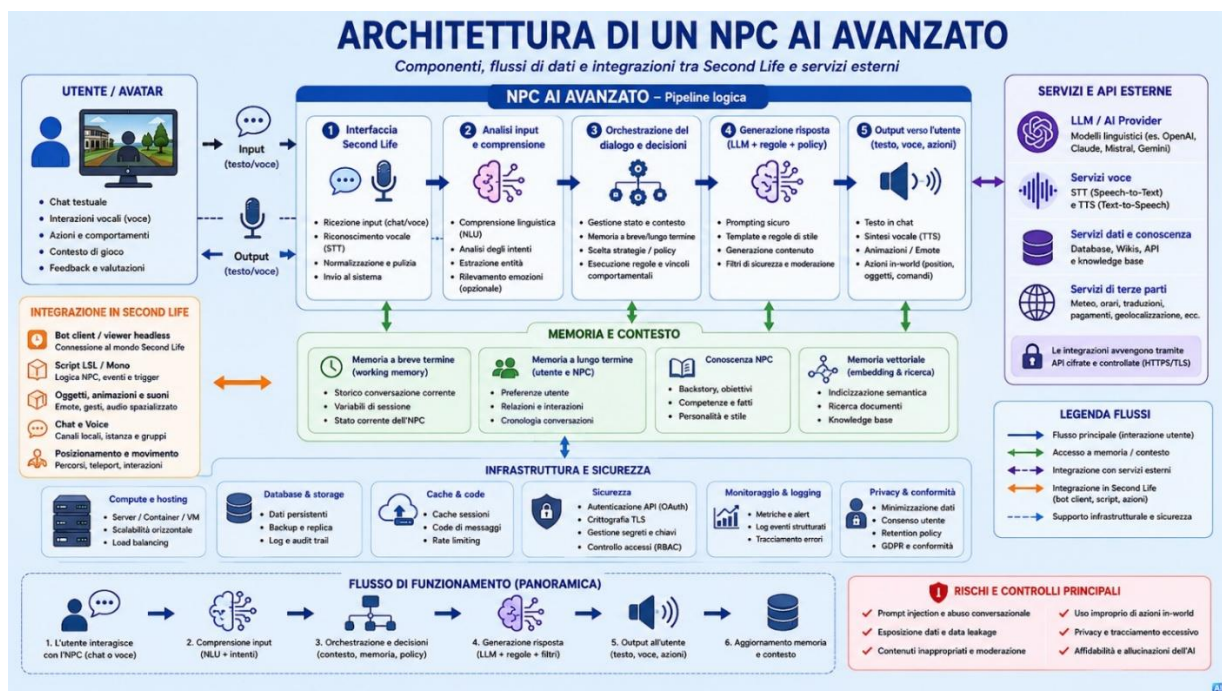 ARCHITETTURA DI UN NPC AI AVANZATO
Componenti, flussi di dati e integrazioni tra Second Life e servizi esterni
UTENTE / AVATAR
• Chat testuale
• Interazioni vocali (voce)
• Azioni e comportamenti
• Contesto di gioco
• Feedback e valutazioni
Input
(testo/voce)
Output
(testo/voce)
NPC AI AVANZATO – Pipeline logica
1 Interfaccia
Second Life
• Ricezione input (chat/voce)
• Riconoscimento vocale
(STT)
• Normalizzazione e pulizia
• Invio al sistema
2 Analisi input
e comprensione
• Comprensione linguistica
(NLU)
• Analisi degli intenti
• Estrazione entità
• Rilevamento emozioni
(opzionale)
3 Orchestrazione del
dialogo e decisioni
• Gestione stato e contesto
• Memoria a breve/lungo termine
• Scelta strategie / policy
• Esecuzione regole e vincoli
comportamentali
4 Generazione risposta
(LLM + regole + policy)
• Prompting sicuro
• Template e regole di stile
• Generazione contenuto
• Filtri di sicurezza e moderazione
5 Output verso l'utente
(testo, voce, azioni)
• Testo in chat
• Sintesi vocale (TTS)
• Animazioni / Emote
• Azioni in-world (position,
oggetti, comandi)
SERVIZI E API ESTERNE
LLM / AI Provider
Modelli linguistici (es. OpenAI,
Claude, Mistral, Gemini)
Servizi voce
STT (Speech-to-Text)
e TTS (Text-to-Speech)
Servizi dati e conoscenza
Database, Wikis, API
e knowledge base
Servizi di terze parti
Meteo, orari, traduzioni,
pagamenti, geolocalizzazione, ecc.
Le integrazioni avvengono tramite
API cifrate e controllate (HTTPS/TLS)
INTEGRAZIONE IN SECOND LIFE
Bot client / viewer headless
Connessione al mondo Second Life
Script LSL / Mono
Logica NPC, eventi e trigger
Oggetti, animazioni e suoni
Emote, gesti, audio spazializzato
Chat e Voice
Canali locali, istanza e gruppi
Posizionamento e movimento
Percorsi, teleport, interazioni
MEMORIA E CONTESTO
Memoria a breve termine
(working memory)
• Storico conversazione corrente
• Variabili di sessione
• Stato corrente dell'NPC
Memoria a lungo termine
(utente e NPC)
• Preferenze utente
• Relazioni e interazioni
• Cronologia conversazioni
Conoscenza NPC
• Backstory, obiettivi
• Competenze e fatti
• Personalità e stile
Memoria vettoriale
(embedding & ricerca)
• Indicizzazione semantica
• Ricerca documenti
• Knowledge base
LEGENDA FLUSSI
Flusso principale (interazione utente)
Accesso a memoria / contesto
Integrazione con servizi esterni
Integrazione in Second Life
(bot client, script, azioni)
Supporto infrastrutturale e sicurezza
INFRASTRUTTURA E SICUREZZA
Compute e hosting
• Server / Container / VM
• Scalabilità orizzontale
• Load balancing
Database & storage
• Dati persistenti
• Backup e replica
• Log e audit trail
Cache & code
• Cache sessioni
• Code di messaggi
• Rate limiting
Sicurezza
• Autenticazione API (OAuth)
• Crittografia TLS
• Gestione segreti e chiavi
• Controllo accessi (RBAC)
Monitoraggio & logging
• Metriche e alert
• Log eventi strutturati
• Tracciamento errori
Privacy & conformità
• Minimizzazione dati
• Consenso utente
• Retention policy
• GDPR e conformità
FLUSSO DI FUNZIONAMENTO (PANORAMICA)
1. L'utente interagisce
con l'NPC (chat o voce)
2. Comprensione input
(NLU + intenti)
3. Orchestrazione e decisioni
(contesto, memoria, policy)
4. Generazione risposta
(LLM + regole + filtri)
5. Output all'utente
(testo, voce, azioni)
6. Aggiornamento memoria
e contesto
RISCHI E CONTROLLI PRINCIPALI
Prompt injection e abuso conversazionale
Esposizione dati e data leakage
Contenuti inappropriati e moderazione
Uso improprio di azioni in-world
Privacy e tracciamento eccessivo
Affidabilità e allucinazioni dell'AI